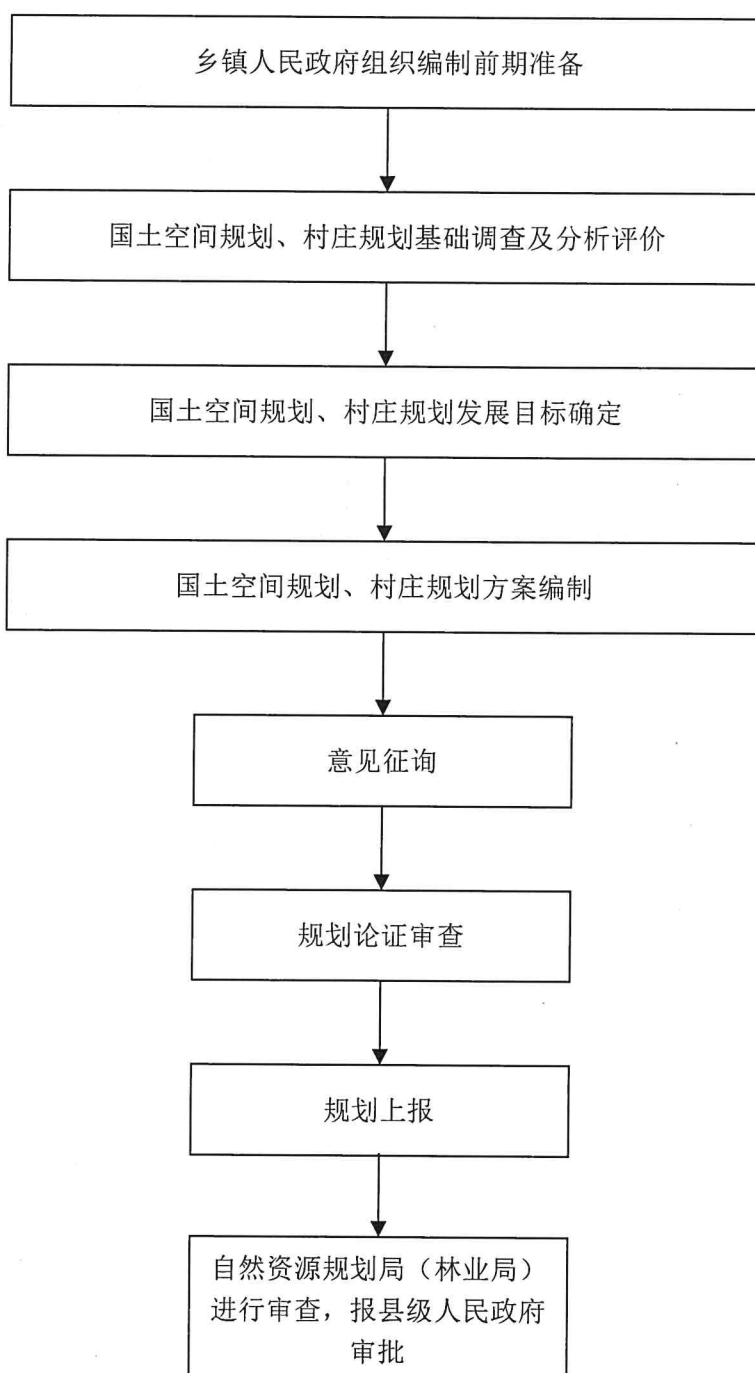 乡镇人民政府组织编制前期准备
国土空间规划、村庄规划基础调查及分析评价
国土空间规划、村庄规划发展目标确定
国土空间规划、村庄规划方案编制
意见征询
规划论证审查
规划上报
自然资源规划局（林业局）
进行审查，报县级人民政府
审批